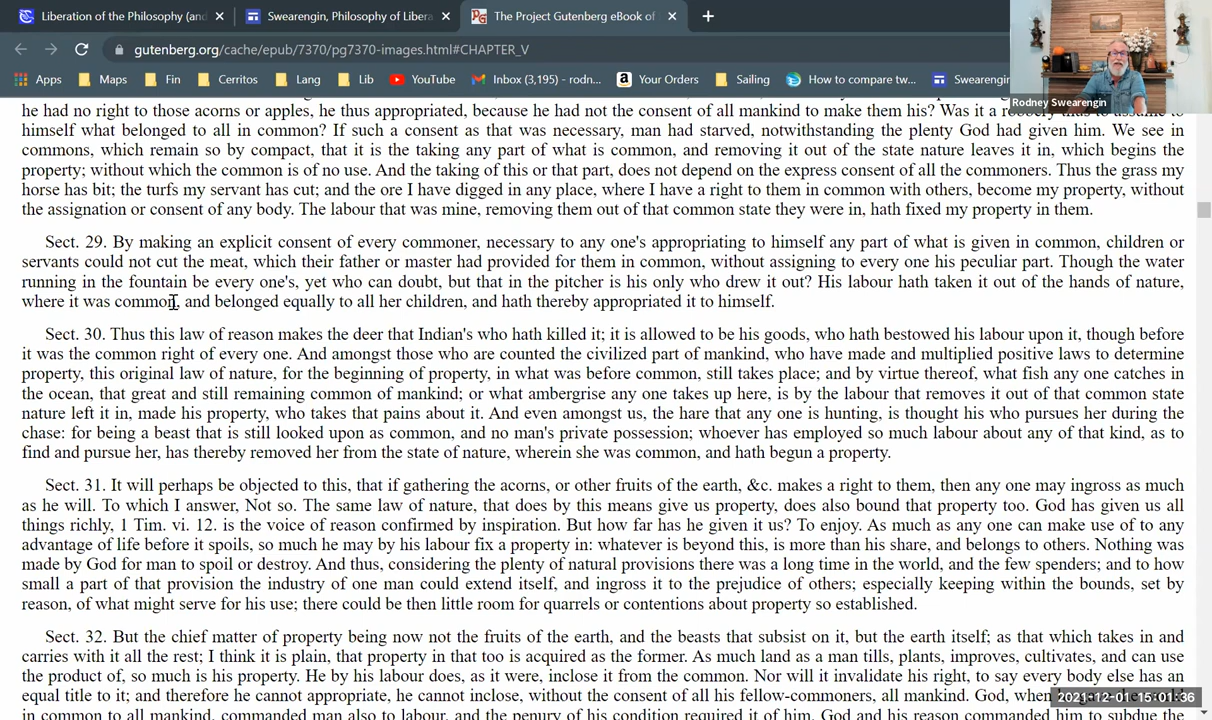 Liberation of the Philosophy (and
Swearengin, Philosophy of Libera
The Project Gutenberg eBook of
gutenberg.org/cache/epub/7370/pg7370-images.html#CHAPTER_V
Apps Maps Fin Cerritos Lang Lib YouTube Inbox (3,195) - rodn... Your Orders Sailing How to compare tw... Swearengin
Rodney Swearengin
he had no right to those acorns or apples, he thus appropriated, because he had not the consent of all mankind to make them his? Was it a robbery thus to assume to
himself what belonged to all in common? If such a consent as that was necessary, man had starved, notwithstanding the plenty God had given him. We see in
commons, which remain so by compact, that it is the taking any part of what is common, and removing it out of the state nature leaves it in, which begins the
property; without which the common is of no use. And the taking of this or that part, does not depend on the express consent of all the commoners. Thus the grass my
horse has bit; the turfs my servant has cut; and the ore I have digged in any place, where I have a right to them in common with others, become my property, without
the assignation or consent of any body. The labour that was mine, removing them out of that common state they were in, hath fixed my property in them.
Sect. 29. By making an explicit consent of every commoner, necessary to any one's appropriating to himself any part of what is given in common, children or
servants could not cut the meat, which their father or master had provided for them in common, without assigning to every one his peculiar part. Though the water
running in the fountain be every one's, yet who can doubt, but that in the pitcher is his only who drew it out? His labour hath taken it out of the hands of nature,
where it was common, and belonged equally to all her children, and hath thereby appropriated it to himself.
Sect. 30. Thus this law of reason makes the deer that Indian's who hath killed it; it is allowed to be his goods, who hath bestowed his labour upon it, though before
it was the common right of every one. And amongst those who are counted the civilized part of mankind, who have made and multiplied positive laws to determine
property, this original law of nature, for the beginning of property, in what was before common, still takes place; and by virtue thereof, what fish any one catches in
the ocean, that great and still remaining common of mankind; or what ambergrise any one takes up here, is by the labour that removes it out of that common state
nature left it in, made his property, who takes that pains about it. And even amongst us, the hare that any one is hunting, is thought his who pursues her during the
chase: for being a beast that is still looked upon as common, and no man's private possession; whoever has employed so much labour about any of that kind, as to
find and pursue her, has thereby removed her from the state of nature, wherein she was common, and hath begun a property.
Sect. 31. It will perhaps be objected to this, that if gathering the acorns, or other fruits of the earth, &c. makes a right to them, then any one may ingross as much
as he will. To which I answer, Not so. The same law of nature, that does by this means give us property, does also bound that property too. God has given us all
things richly, 1 Tim. vi. 12. is the voice of reason confirmed by inspiration. But how far has he given it us? To enjoy. As much as any one can make use of to any
advantage of life before it spoils, so much he may by his labour fix a property in: whatever is beyond this, is more than his share, and belongs to others. Nothing was
made by God for man to spoil or destroy. And thus, considering the plenty of natural provisions there was a long time in the world, and the few spenders; and to how
small a part of that provision the industry of one man could extend itself, and ingross it to the prejudice of others; especially keeping within the bounds, set by
reason, of what might serve for his use; there could be then little room for quarrels or contentions about property so established.
Sect. 32. But the chief matter of property being now not the fruits of the earth, and the beasts that subsist on it, but the earth itself; as that which takes in and
carries with it all the rest; I think it is plain, that property in that too is acquired as the former. As much land as a man tills, plants, improves, cultivates, and can use
the product of, so much is his property. He by his labour does, as it were, inclose it from the common. Nor will it invalidate his right, to say every body else has an
equal title to it; and therefore he cannot appropriate, he cannot inclose, without the consent of all his fellow-commoners, all mankind. God, when
2021-12-01 15:01:36
in common to all mankind, commanded man also to labour, and the penury of his condition required it of him. God and his reason commanded him to subdue the